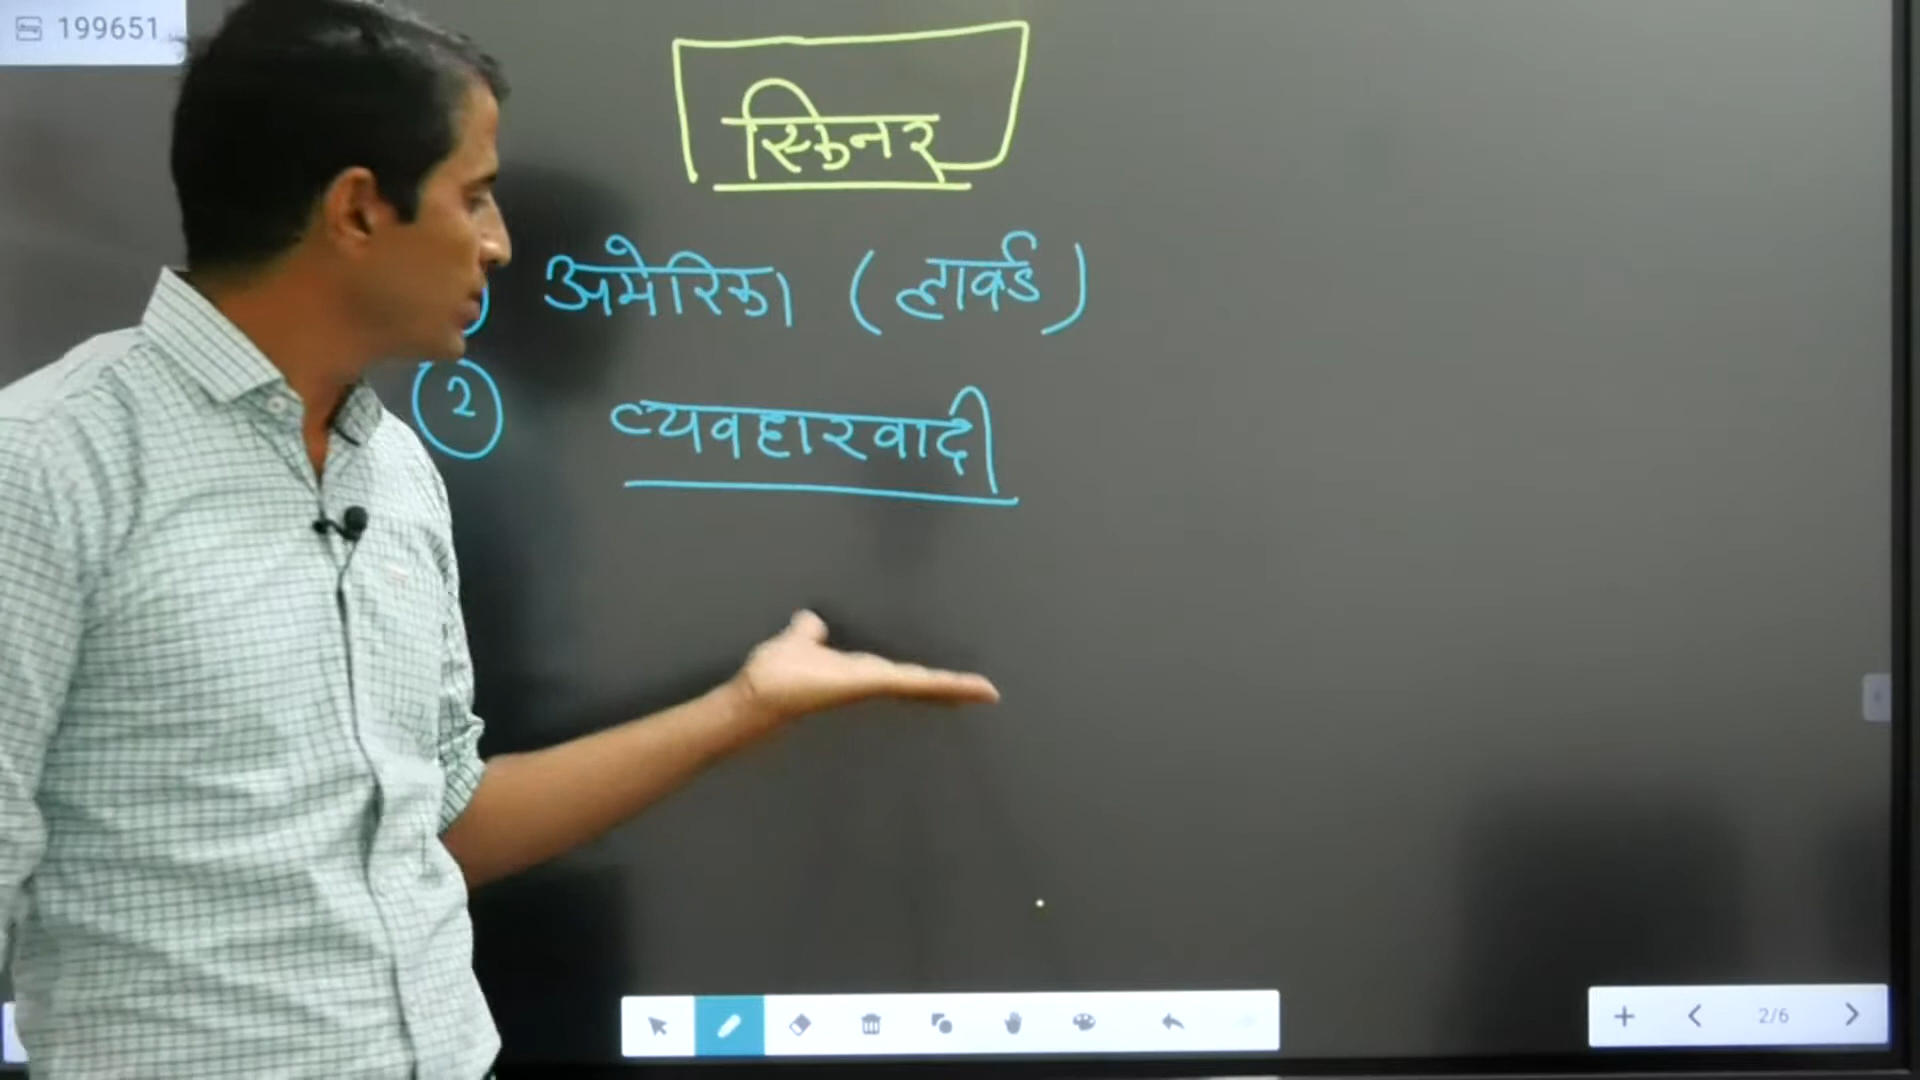 199651
स्किनर
अमेरिका (हार्वर्ड)
2 व्यवहारवादी
2/6